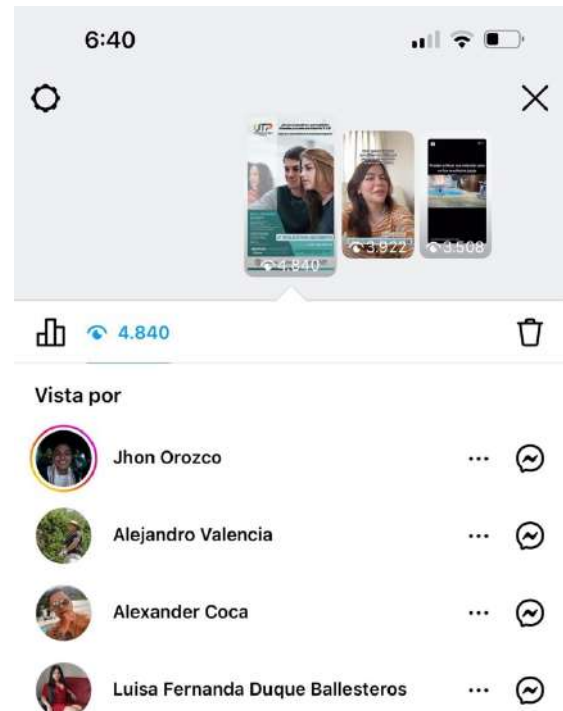 6:40
UTP
4.840
3.922
3.508
4.840
Vista por
Jhon Orozco
Alejandro Valencia
Alexander Coca
Luisa Fernanda Duque Ballesteros